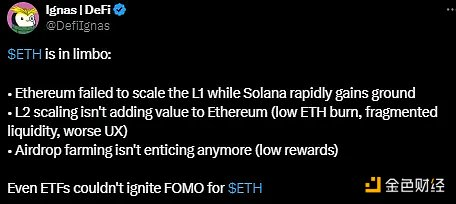 Ignas | DeFi
@DefiIgnas
$ETH is in limbo:
• Ethereum failed to scale the L1 while Solana rapidly gains ground
• L2 scaling isn't adding value to Ethereum (low ETH burn, fragmented
liquidity, worse UX)
• Airdrop farming isn't enticing anymore (low rewards)
Even ETFs couldn't ignite FOMO for $ETH
金色财经